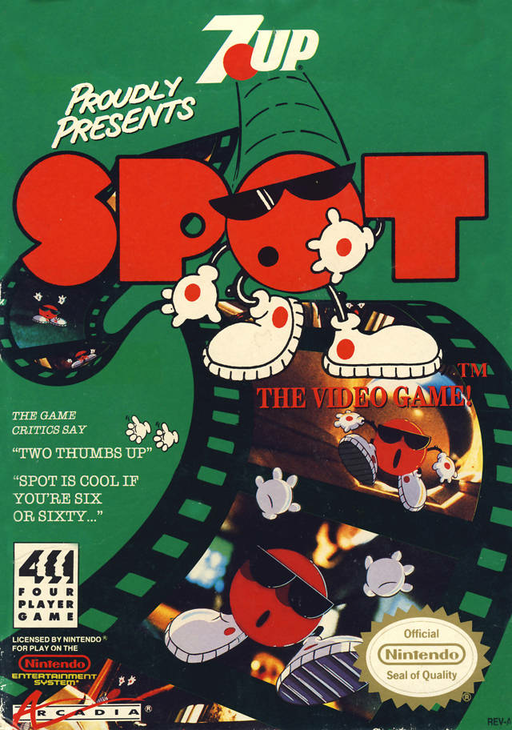 7UP
PROUDLY
PRESENTS
SPOT
TM
THE VIDEO GAME!
THE GAME
CRITICS SAY
"TWO THUMBS UP"
"SPOT IS COOL IF
YOU'RE SIX
OR SIXTY..."
4
FOUR
PLAYER
GAME
LICENSED BY NINTENDO®
FOR PLAY ON THE
Nintendo
ENTERTAINMENT
SYSTEM®
ARCADIA
Official
Nintendo
Seal of Quality
®
REV-A